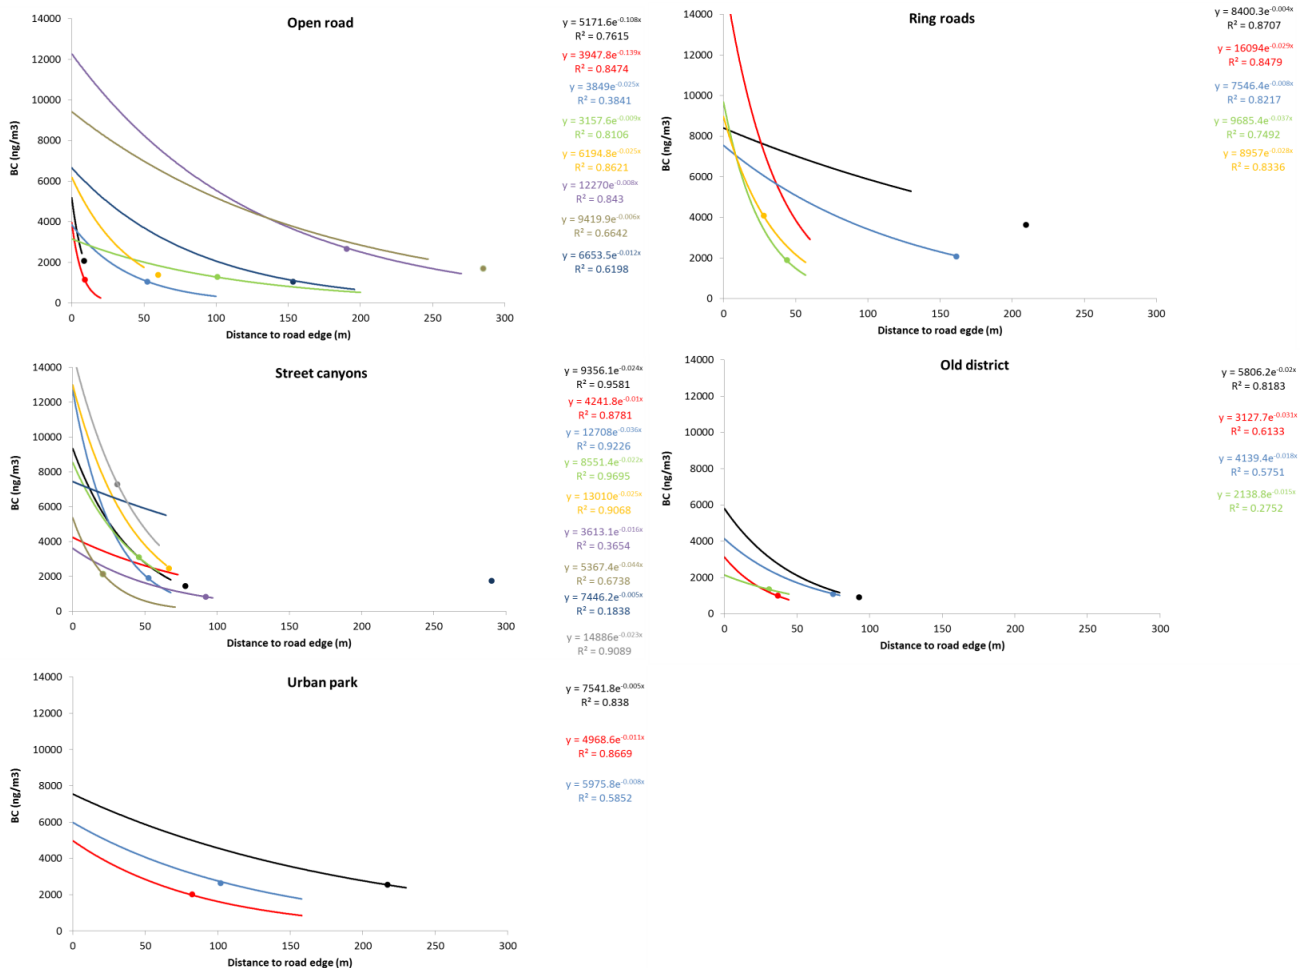 Open road
14000
12000
10000
8000
6000
4000
2000
0
BC (ng/m3)
0 50 100 150 200 250 300
Distance to road edge (m)
y = 5171.6e^-0.108x
R² = 0.7615
y = 3947.8e^-0.139x
R² = 0.8474
y = 3849e^-0.025x
R² = 0.3841
y = 3157.6e^-0.009x
R² = 0.8106
y = 6194.8e^-0.025x
R² = 0.8621
y = 12270e^-0.008x
R² = 0.843
y = 9419.9e^-0.006x
R² = 0.6642
y = 6653.5e^-0.012x
R² = 0.6198
Ring roads
14000
12000
10000
8000
6000
4000
2000
0
BC (ng/m3)
0 50 100 150 200 250 300
Distance to road egde (m)
y = 8400.3e^-0.004x
R² = 0.8707
y = 16094e^-0.029x
R² = 0.8479
y = 7546.4e^-0.008x
R² = 0.8217
y = 9685.4e^-0.037x
R² = 0.7492
y = 8957e^-0.028x
R² = 0.8336
Street canyons
14000
12000
10000
8000
6000
4000
2000
0
BC (ng/m3)
0 50 100 150 200 250 300
Distance to road edge (m)
y = 9356.1e^-0.024x
R² = 0.9581
y = 4241.8e^-0.01x
R² = 0.8781
y = 12708e^-0.036x
R² = 0.9226
y = 8551.4e^-0.022x
R² = 0.9695
y = 13010e^-0.025x
R² = 0.9068
y = 3613.1e^-0.016x
R² = 0.3654
y = 5367.4e^-0.044x
R² = 0.6738
y = 7446.2e^-0.005x
R² = 0.1838
y = 14886e^-0.023x
R² = 0.9089
Old district
14000
12000
10000
8000
6000
4000
2000
0
BC (ng/m3)
0 50 100 150 200 250 300
Distance to road edge (m)
y = 5806.2e^-0.02x
R² = 0.8183
y = 3127.7e^-0.031x
R² = 0.6133
y = 4139.4e^-0.018x
R² = 0.5751
y = 2138.8e^-0.015x
R² = 0.2752
Urban park
14000
12000
10000
8000
6000
4000
2000
0
BC (ng/m3)
0 50 100 150 200 250 300
Distance to road edge (m)
y = 7541.8e^-0.005x
R² = 0.838
y = 4968.6e^-0.011x
R² = 0.8669
y = 5975.8e^-0.008x
R² = 0.5852